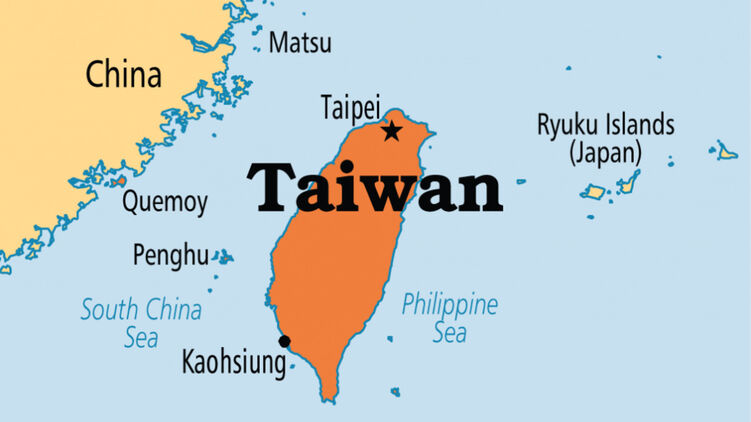 Matsu
China
Taipei
Ryuku Islands
(Japan)
Taiwan
Quemoy
Penghu
South China
Sea
Philippine
Sea
Kaohsiung